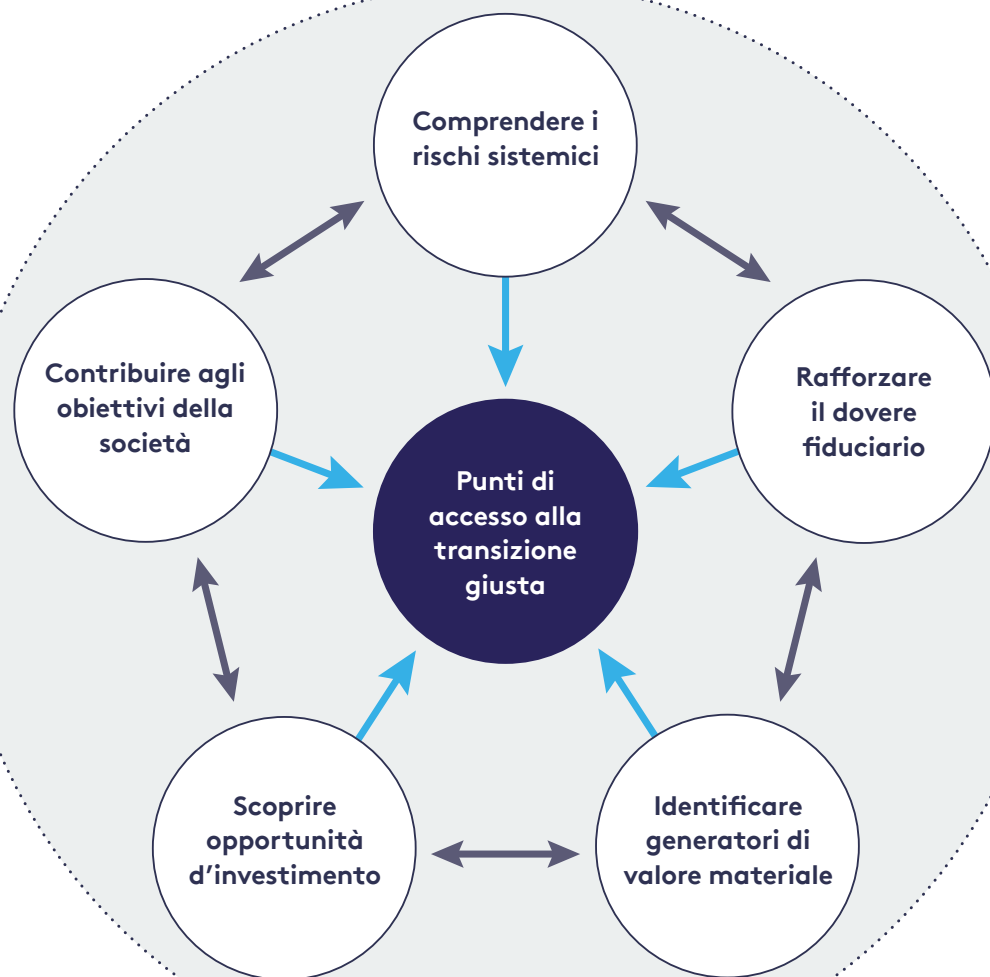 Comprendere i
rischi sistemici
Contribuire agli
obiettivi della
società
Rafforzare
il dovere
fiduciario
Punti di
accesso alla
transizione
giusta
Scoprire
opportunità
d’investimento
Identificare
generatori di
valore materiale